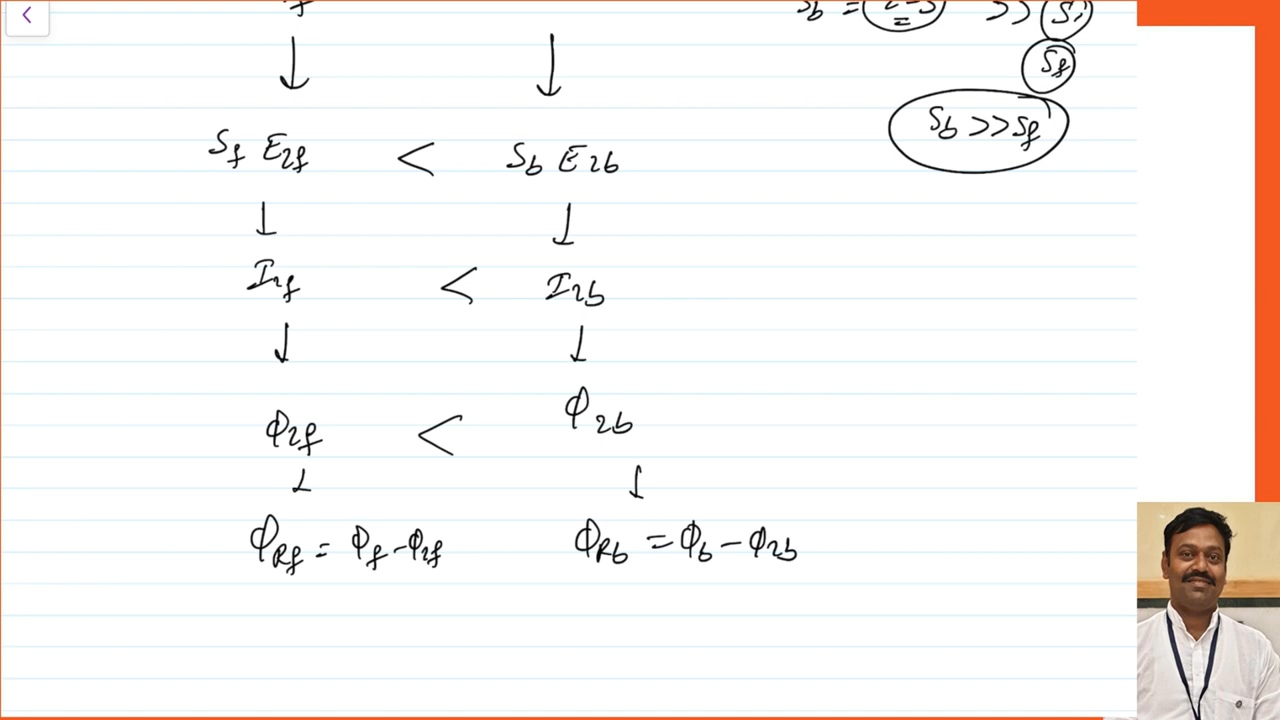 S_b = 2-S >> S_f
S_f
S_b >> S_f
S_f E_2f < S_b E_2b
I_2f < I_2b
Φ_2f < Φ_2b
Φ_Rf = Φ_f - Φ_2f Φ_Rb = Φ_b - Φ_2b